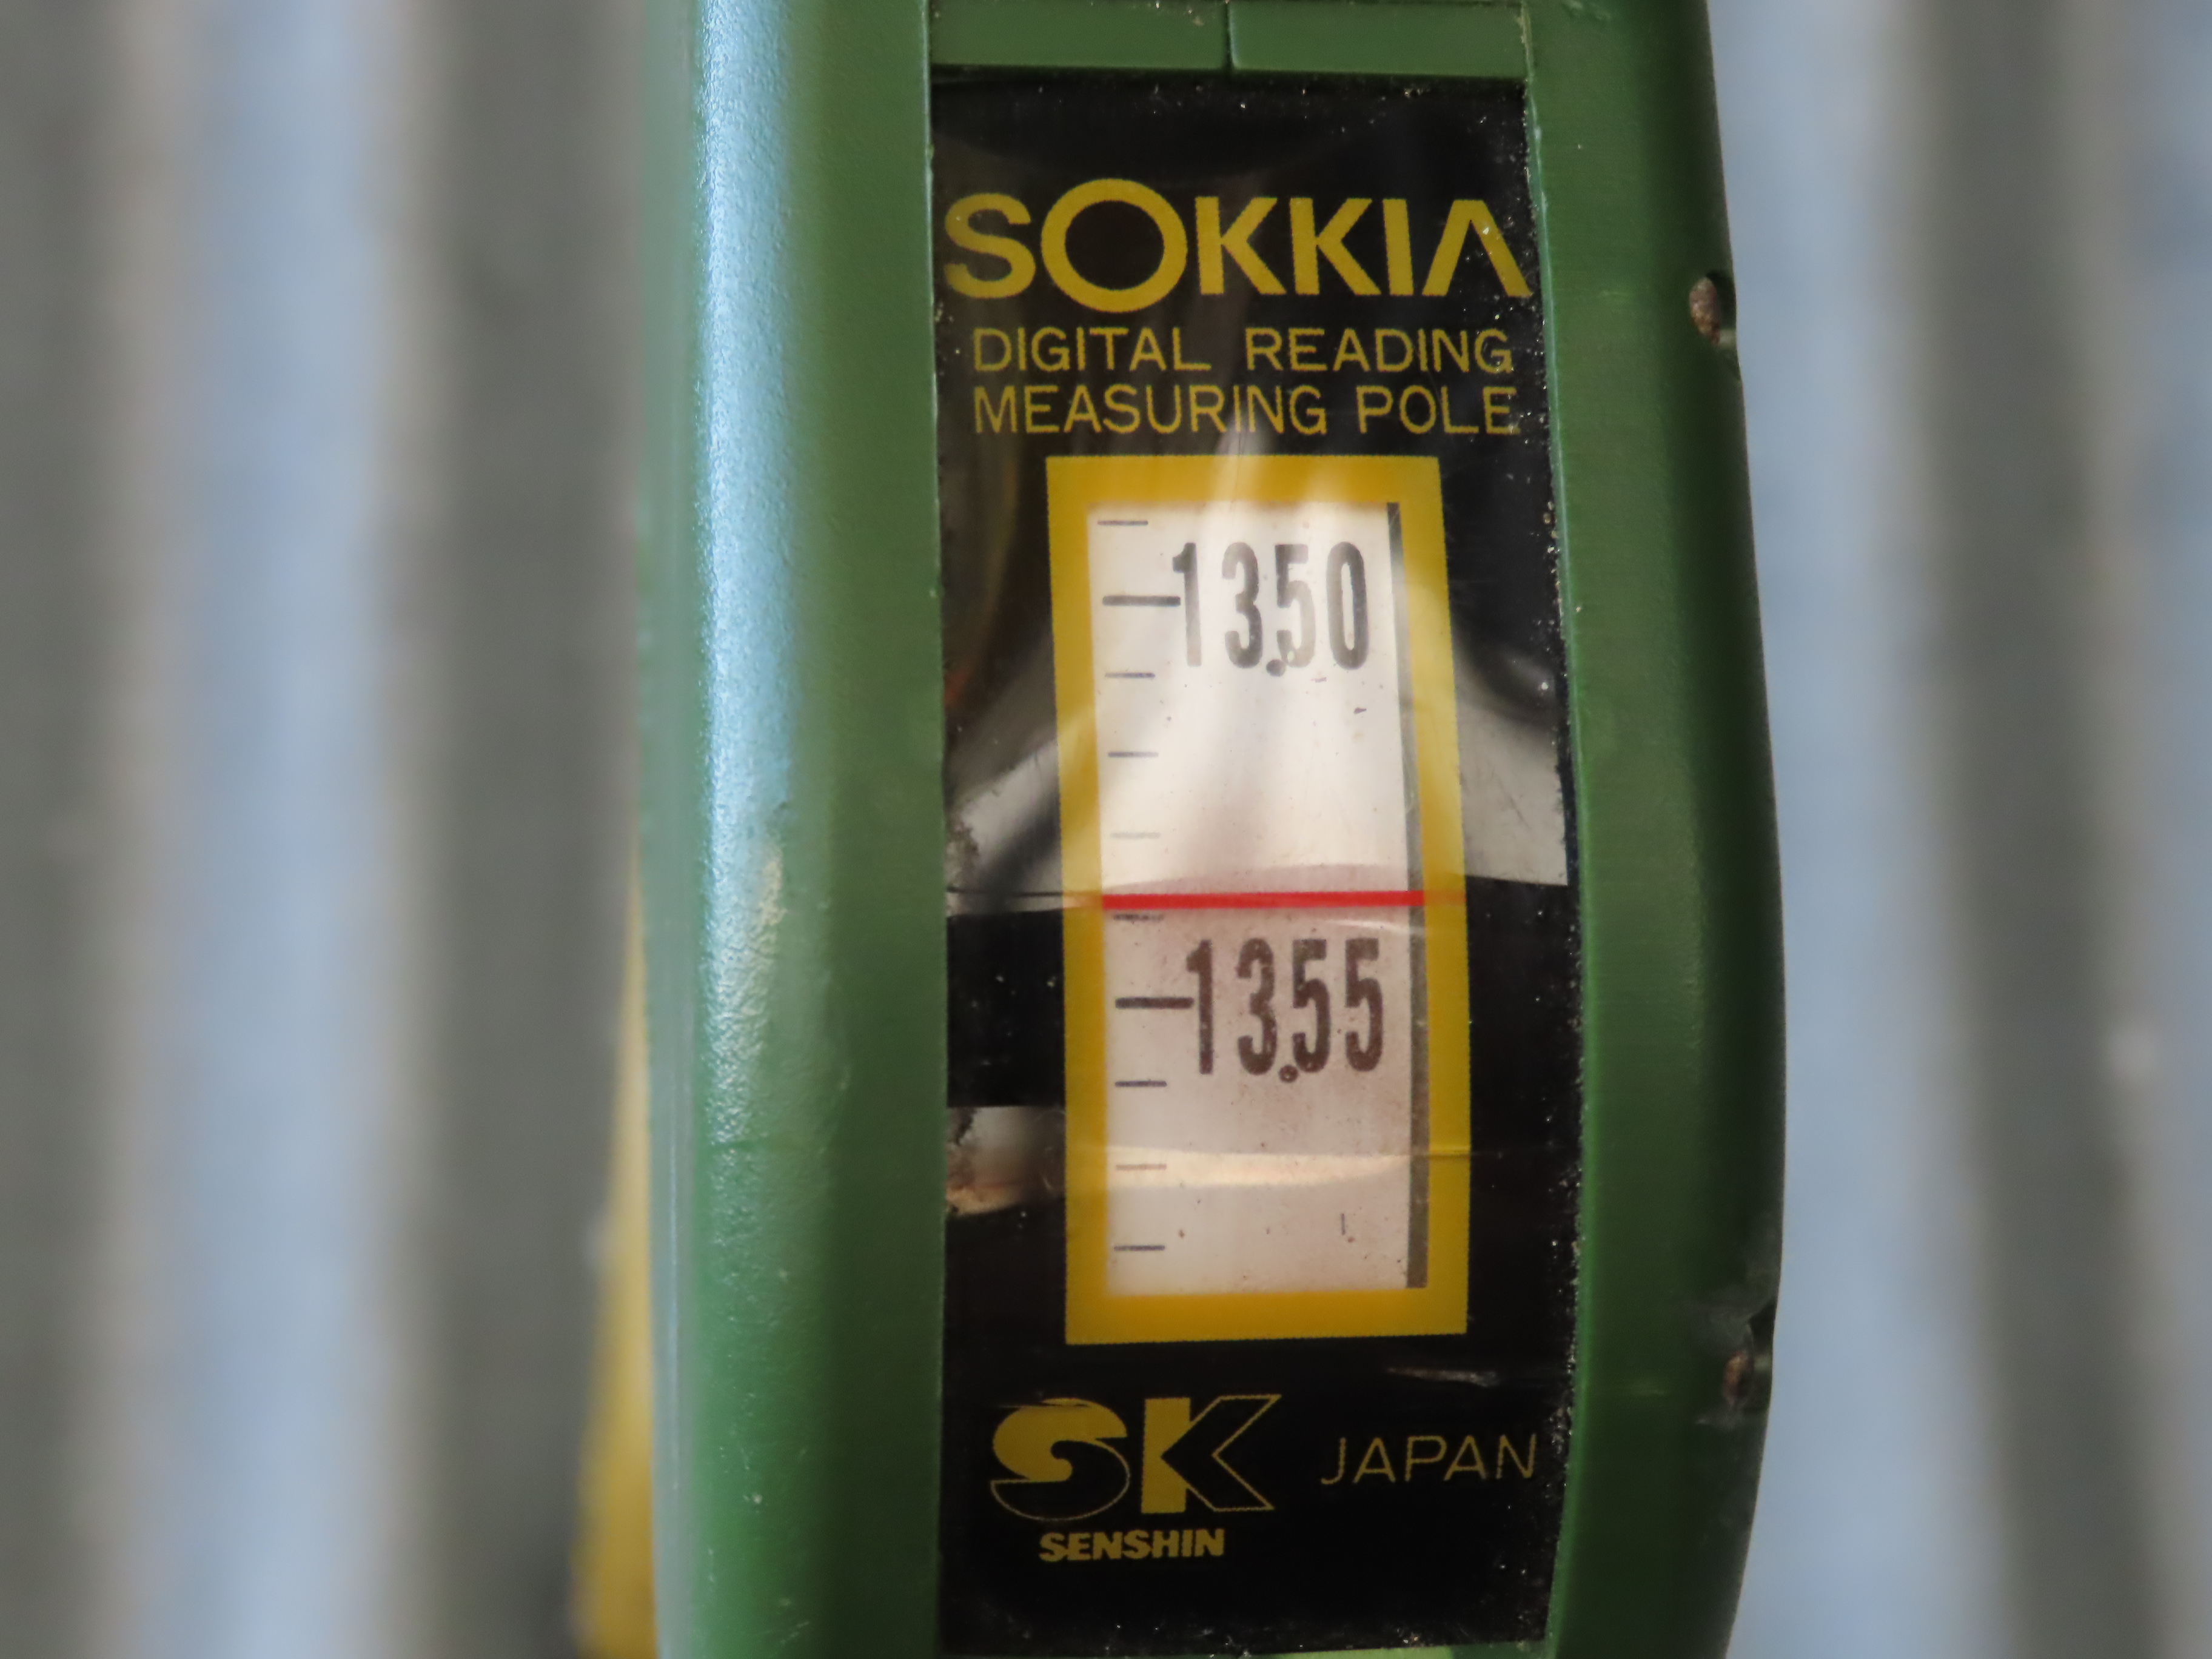 SOKKIA
DIGITAL READING
MEASURING POLE
13.50
13.55
SK JAPAN
SENSHIN